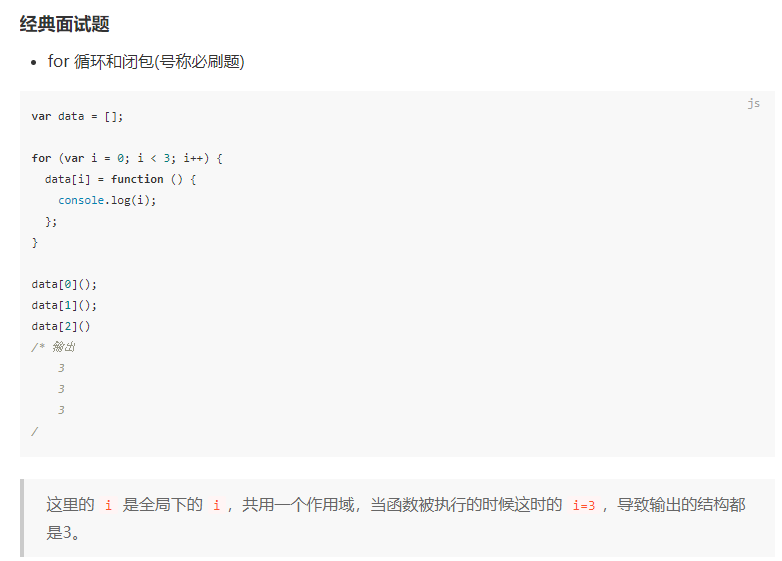 经典面试题
• for 循环和闭包(号称必刷题)
js
var data = [];
for (var i = 0; i < 3; i++) {
  data[i] = function () {
    console.log(i);
  };
}
data[0]();
data[1]();
data[2]()
/* 输出
    3
    3
    3
/
这里的 i 是全局下的 i ，共用一个作用域，当函数被执行的时候这时的 i=3 ，导致输出的结构都
是3。